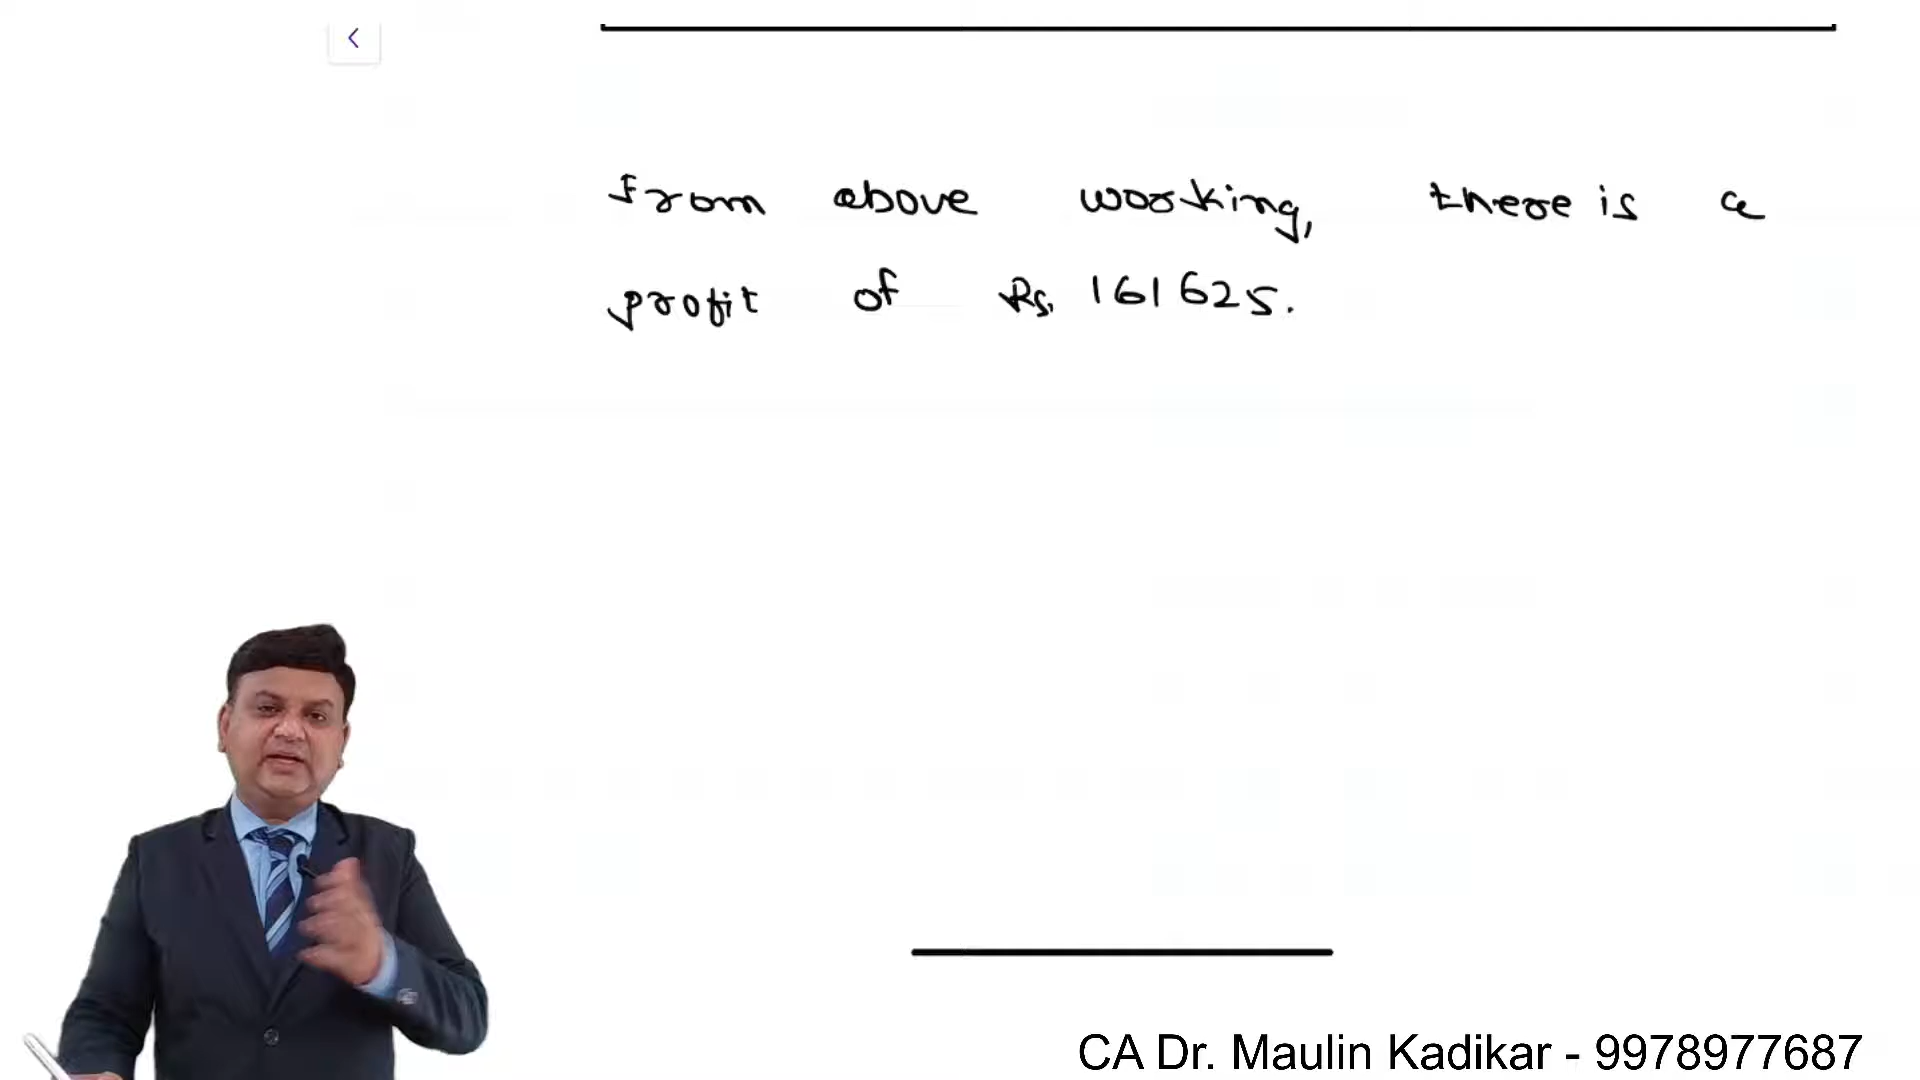 From above working, there is a
profit of Rs. 161625.
CA Dr. Maulin Kadikar - 9978977687